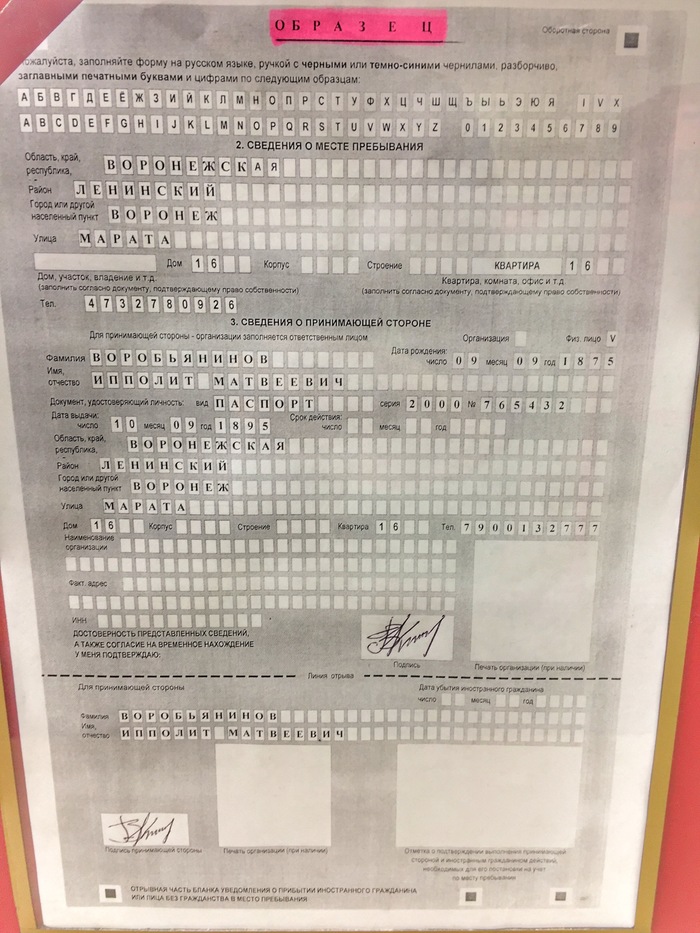 ОБРАЗЕЦ
Оборотная сторона
ожалуйста, заполняйте форму на русском языке, ручкой с черными или темно-синими чернилами, разборчиво,
заглавными печатными буквами и цифрами по следующим образцам:
А Б В Г Д Е Ё Ж З И Й К Л М Н О П Р С Т У Ф Х Ц Ч Ш Щ Ъ Ы Ь Э Ю Я I V X
A B C D E F G H I J K L M N O P Q R S T U V W X Y Z 0 1 2 3 4 5 6 7 8 9
2. СВЕДЕНИЯ О МЕСТЕ ПРЕБЫВАНИЯ
Область, край,
республика, ВОРОНЕЖСКАЯ
Район ЛЕНИНСКИЙ
Город или другой
населенный пункт ВОРОНЕЖ
Улица МАРАТА
Дом 16 Корпус Строение КВАРТИРА 16
Дом, участок, владение и т.д. Квартира, комната, офис и т.д
(заполнить согласно документу, подтверждающему право собственности) (заполнить согласно документу, подтверждающему право собственности)
Тел. 4732780926
3. СВЕДЕНИЯ О ПРИНИМАЮЩЕЙ СТОРОНЕ
Для принимающей стороны - организации заполняется ответственным лицом Организация Физ. лицо V
Фамилия ВОРОБЬЯНИНОВ Дата рождения: число 09 месяц 09 год 1875
Имя,
отчество ИППОЛИТ МАТВЕЕВИЧ
Документ, удостоверяющий личность: вид ПАСПОРТ серия 2000 № 765432
Дата выдачи: число 10 месяц 09 год 1895 Срок действия: число месяц год
Область, край,
республика, ВОРОНЕЖСКАЯ
Район ЛЕНИНСКИЙ
Город или другой
населенный пункт ВОРОНЕЖ
Улица МАРАТА
Дом 16 Корпус Строение Квартира 16 Тел. 7900132777
Наименование
организации
Факт. адрес
ИНН
ДОСТОВЕРНОСТЬ ПРЕДСТАВЛЕННЫХ СВЕДЕНИЙ,
А ТАКЖЕ СОГЛАСИЕ НА ВРЕМЕННОЕ НАХОЖДЕНИЕ
У МЕНЯ ПОДТВЕРЖДАЮ:
Подпись Печать организации (при наличии)
Линия отрыва
Для принимающей стороны Дата убытия иностранного гражданина
число месяц год
Фамилия ВОРОБЬЯНИНОВ
Имя,
отчество ИППОЛИТ МАТВЕЕВИЧ
Подпись принимающей стороны Печать организации (при наличии) Отметка о подтверждении выполнения принимающей
стороной и иностранным гражданином действий,
необходимых для его постановки на учет
по месту пребывания
ОТРЫВНАЯ ЧАСТЬ БЛАНКА УВЕДОМЛЕНИЯ О ПРИБЫТИИ ИНОСТРАННОГО ГРАЖДАНИНА
ИЛИ ЛИЦА БЕЗ ГРАЖДАНСТВА В МЕСТО ПРЕБЫВАНИЯ